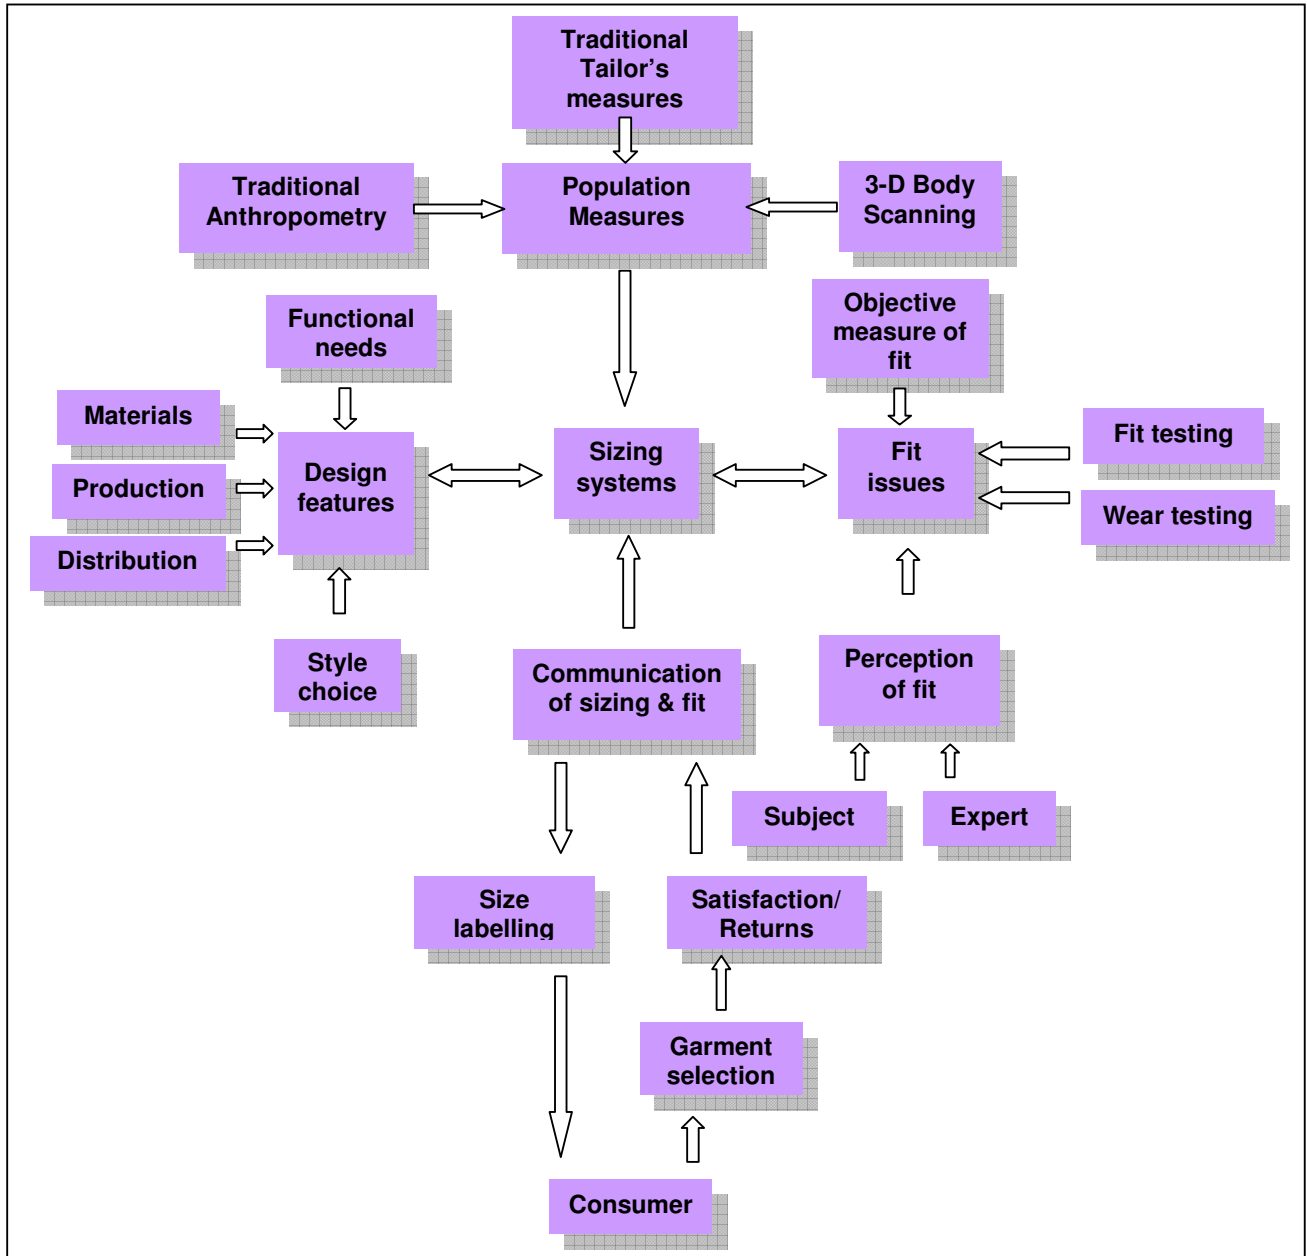 Traditional
Tailor's
measures
Traditional
Anthropometry
Population
Measures
3-D Body
Scanning
Functional
needs
Objective
measure of
fit
Materials
Production
Distribution
Design
features
Sizing
systems
Fit
issues
Fit testing
Wear testing
Style
choice
Communication
of sizing & fit
Perception
of fit
Subject
Expert
Size
labelling
Satisfaction/
Returns
Garment
selection
Consumer